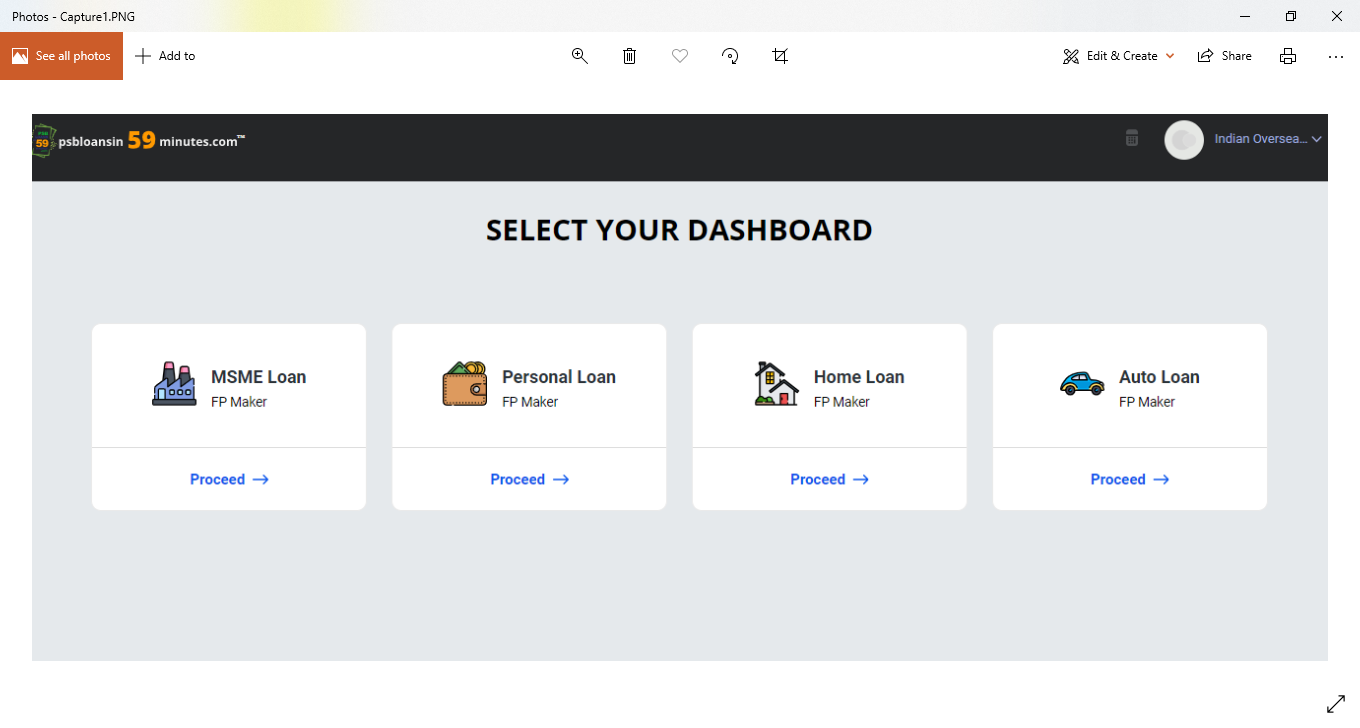 Photos - Capture1.PNG
See all photos
Add to
Edit & Create
Share
PSB
59
psbloansin 59 minutes.com™
Indian Oversea...
SELECT YOUR DASHBOARD
MSME Loan
FP Maker
Proceed →
Personal Loan
FP Maker
Proceed →
Home Loan
FP Maker
Proceed →
Auto Loan
FP Maker
Proceed →